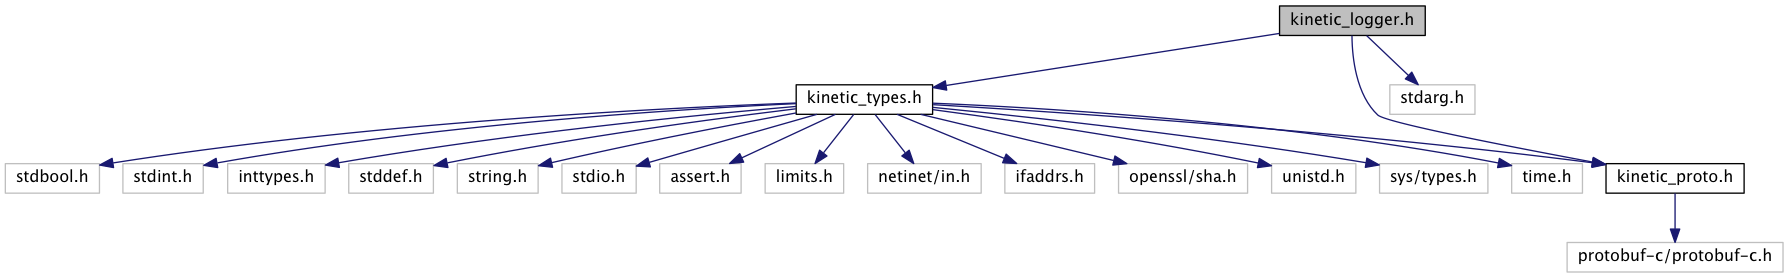 kinetic_logger.h
kinetic_types.h
stdarg.h
stdbool.h
stdint.h
inttypes.h
stddef.h
string.h
stdio.h
assert.h
limits.h
netinet/in.h
ifaddrs.h
openssl/sha.h
unistd.h
sys/types.h
time.h
kinetic_proto.h
protobuf-c/protobuf-c.h